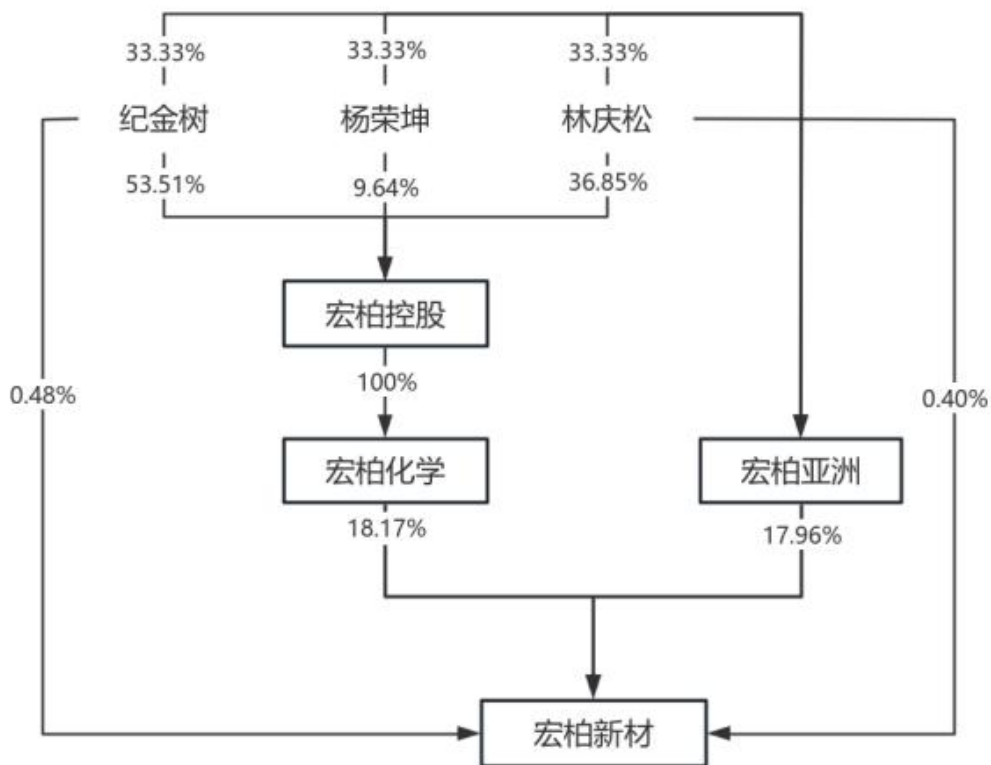 33.33%
33.33%
33.33%
纪金树
杨荣坤
林庆松
53.51%
9.64%
36.85%
宏柏控股
0.48%
100%
0.40%
宏柏化学
宏柏亚洲
18.17%
17.96%
宏柏新材